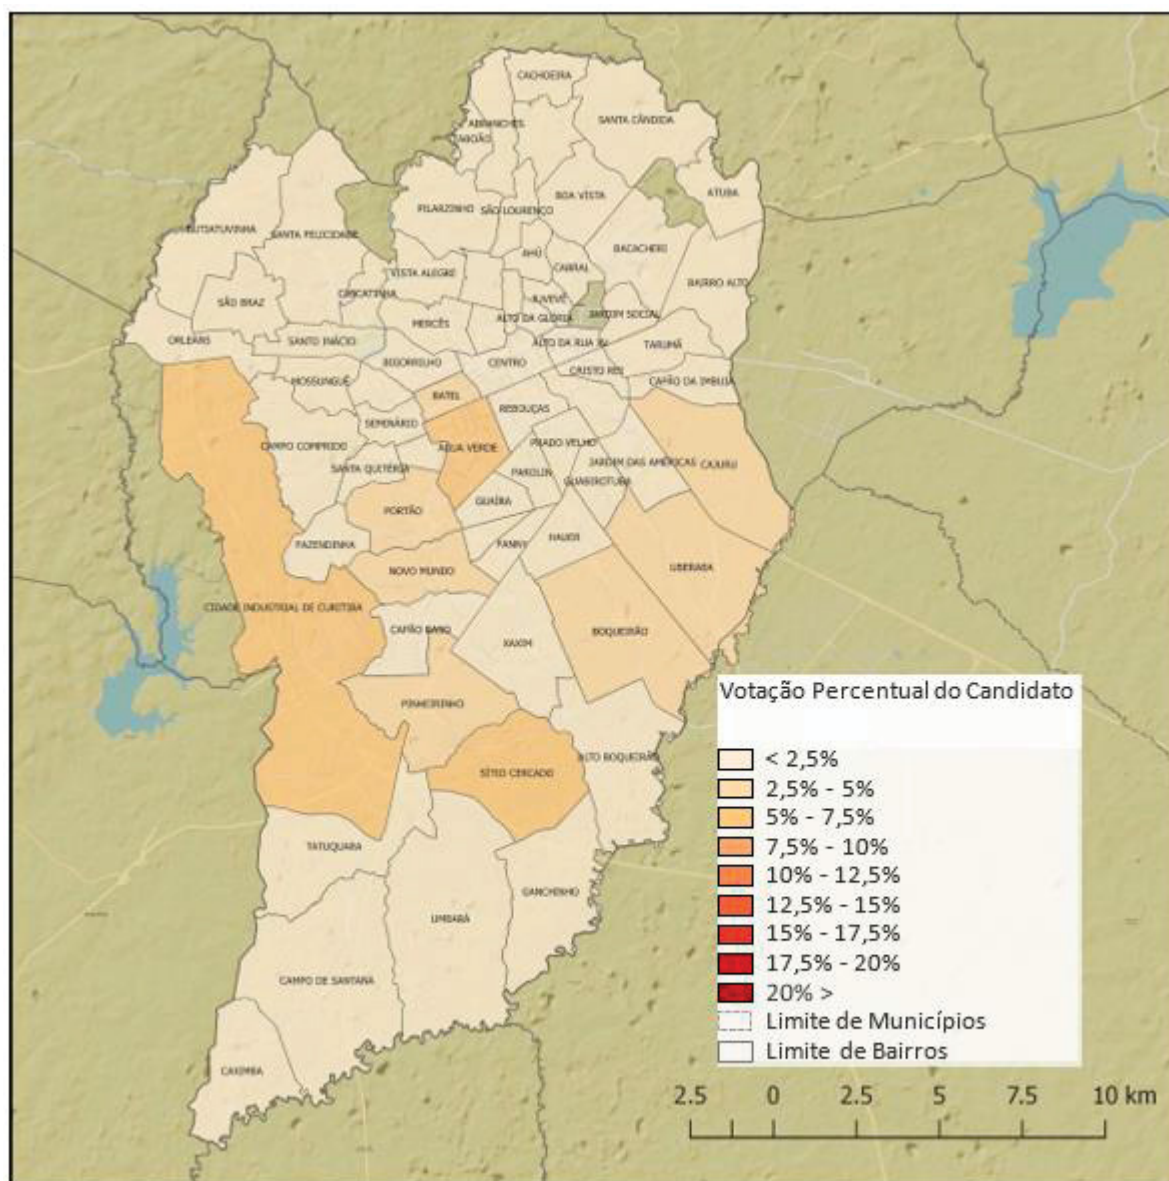 CACHOEIRA
SANTA CÂNDIDA
ABRANCHES
TABOÃO
ATUBA
BOA VISTA
PILARZINHO
SÃO LOURENÇO
BUTIATUVINHA
SANTA FELICIDADE
BACACHERI
AHÚ
CABRAL
VISTA ALEGRE
BAIRRO ALTO
CASCATINHA
SÃO BRAZ
JUVEVÊ
ALTO DA GLÓRIA
JARDIM SOCIAL
MERCÊS
ORLEANS
SANTO INÁCIO
ALTO DA RUA XV
TARUMÃ
BIGORRILHO
CENTRO
CRISTO REI
MOSSUNGUÊ
CAPÃO DA IMBUIA
BATEL
REBOUÇAS
SEMINÁRIO
CAMPO COMPRIDO
ÁGUA VERDE
PRADO VELHO
JARDIM DAS AMÉRICAS
CAJURU
SANTA QUITÉRIA
PAROLIN
GUABIROTUBA
GUAÍRA
PORTÃO
HAUER
FAZENDINHA
FANNY
UBERABA
NOVO MUNDO
CIDADE INDUSTRIAL DE CURITIBA
CAPÃO RASO
XAXIM
BOQUEIRÃO
PINHEIRINHO
ALTO BOQUEIRÃO
SÍTIO CERCADO
TATUQUARA
GANCHINHO
UMBARÁ
CAMPO DE SANTANA
CAXIMBA
Votação Percentual do Candidato
< 2,5%
2,5% - 5%
5% - 7,5%
7,5% - 10%
10% - 12,5%
12,5% - 15%
15% - 17,5%
17,5% - 20%
20% >
Limite de Municípios
Limite de Bairros
2.5 0 2.5 5 7.5 10 km